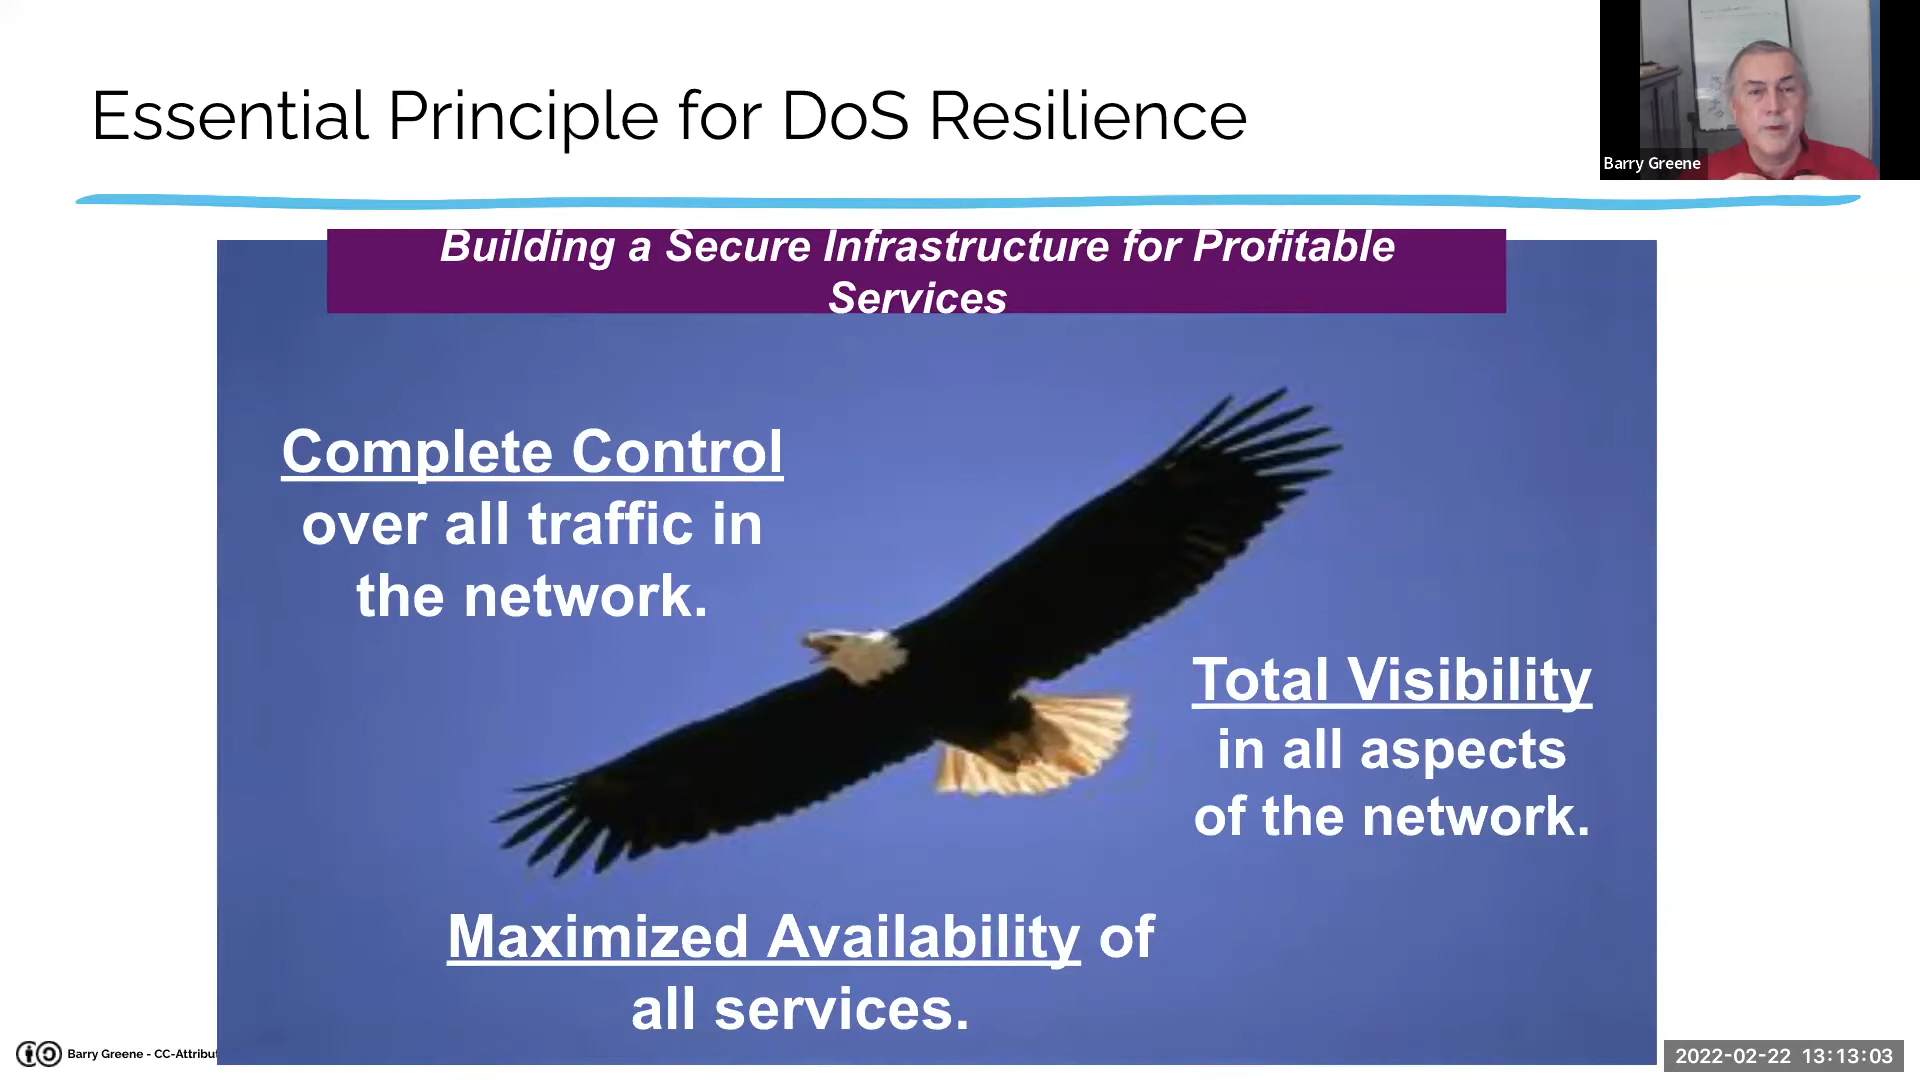 Essential Principle for DoS Resilience
Barry Greene
Building a Secure Infrastructure for Profitable
Services
Complete Control
over all traffic in
the network.
Total Visibility
in all aspects
of the network.
Maximized Availability of
all services.
Barry Greene - CC-Attribut
2022-02-22 13:13:03